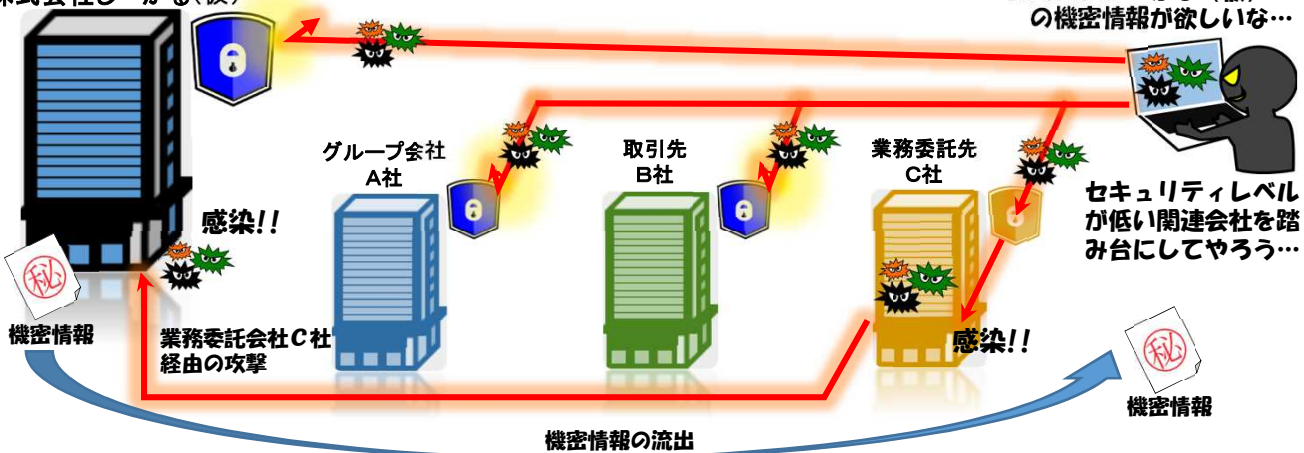 の機密情報が欲しいな…
グループ会社
A社
取引先
B社
業務委託先
C社
セキュリティレベル
が低い関連会社を踏
み台にしてやろう…
感染!!
秘
機密情報
業務委託会社C社
経由の攻撃
感染!!
秘
機密情報
機密情報の流出